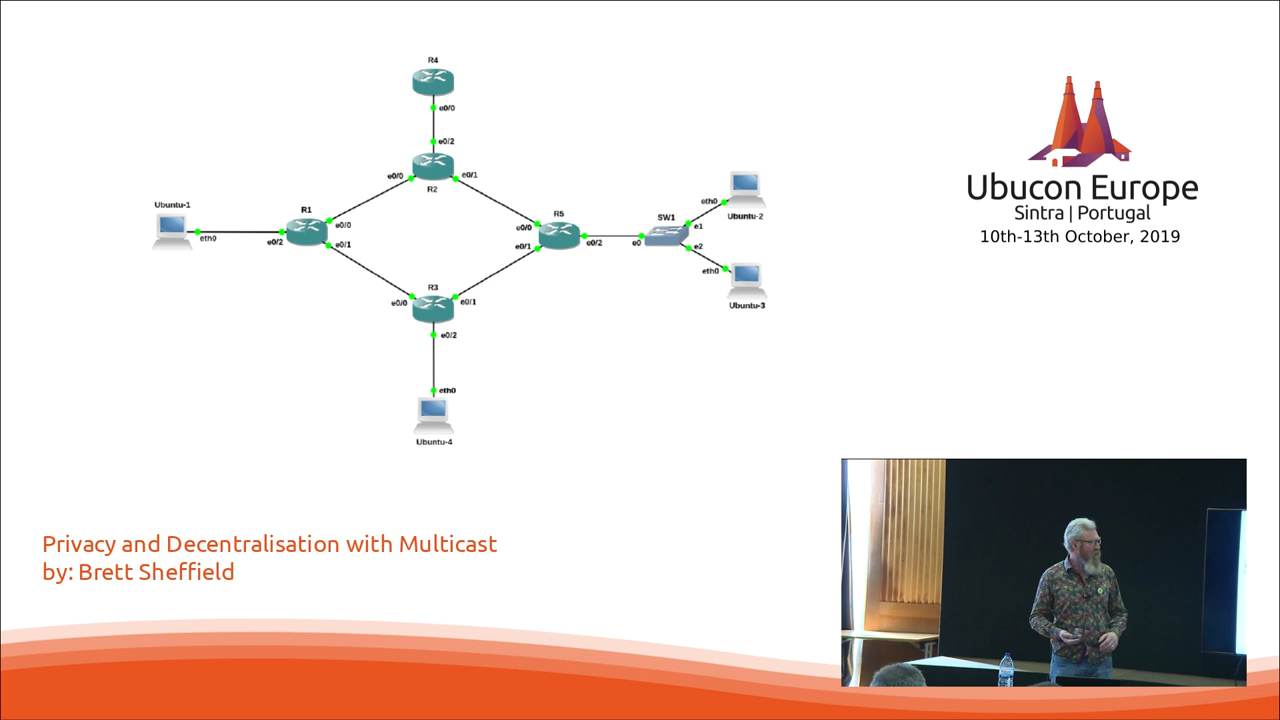 R4
e0/0
e0/2
R2
e0/0
e0/1
Ubuntu-1
eth0
R1
e0/2
e0/0
e0/1
R5
e0/0
e0/1
e0/2
SW1
e0
e1
e2
eth0
Ubuntu-2
eth0
Ubuntu-3
R3
e0/0
e0/1
e0/2
eth0
Ubuntu-4
Ubucon Europe
Sintra | Portugal
10th-13th October, 2019
Privacy and Decentralisation with Multicast
by: Brett Sheffield